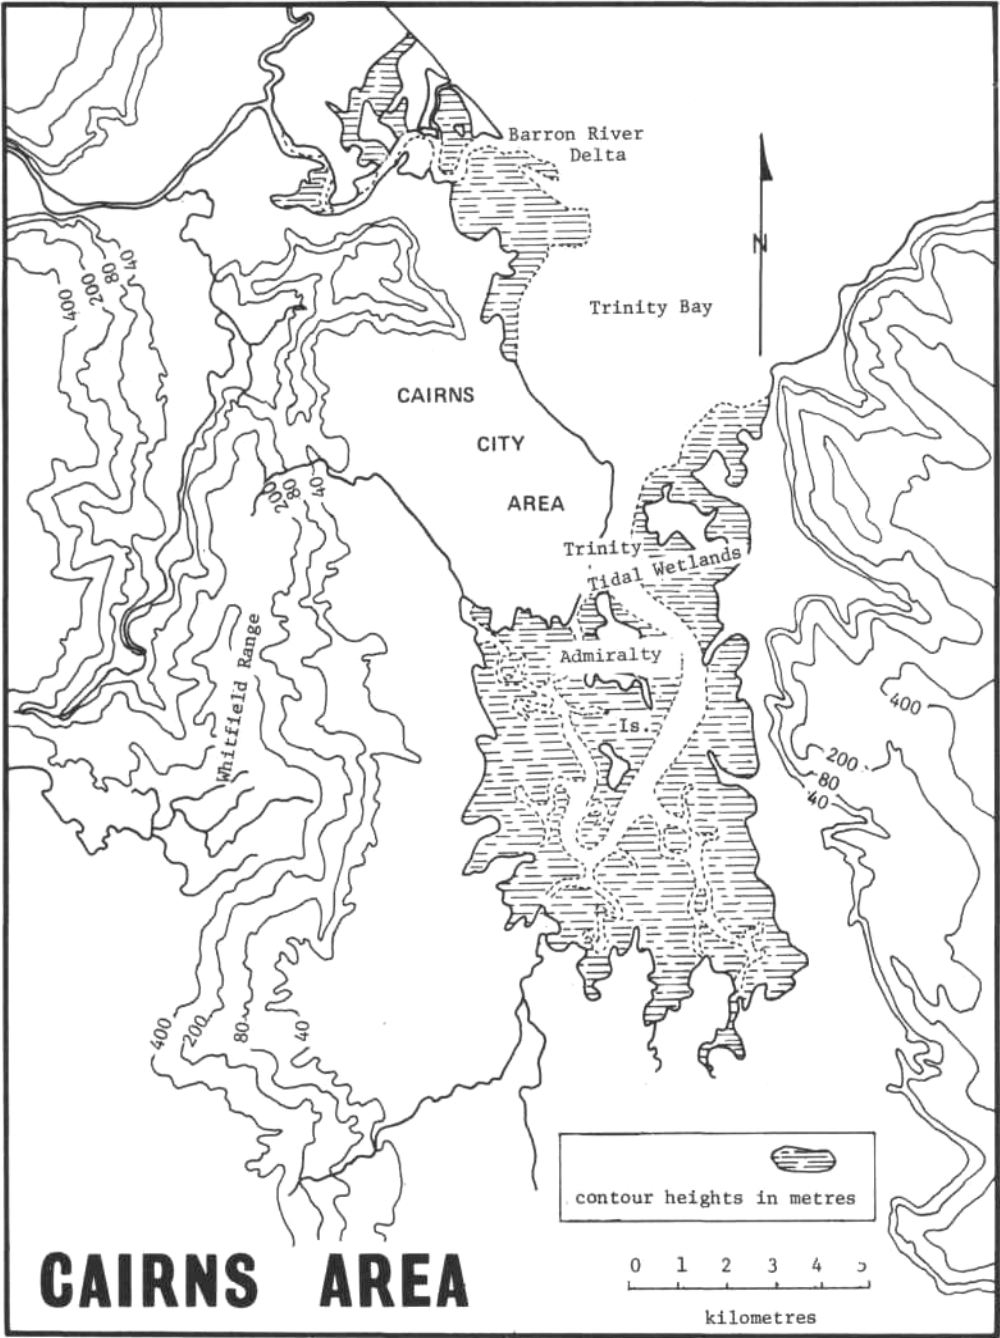 Barron River
Delta
N
Trinity Bay
400
200
80
40
CAIRNS
CITY
AREA
200
80
40
Trinity
Tidal Wetlands
Admiralty
Is.
Whitfield Range
400
200
80
40
400
200
80
40
contour heights in metres
0 1 2 3 4 5
kilometres
CAIRNS AREA